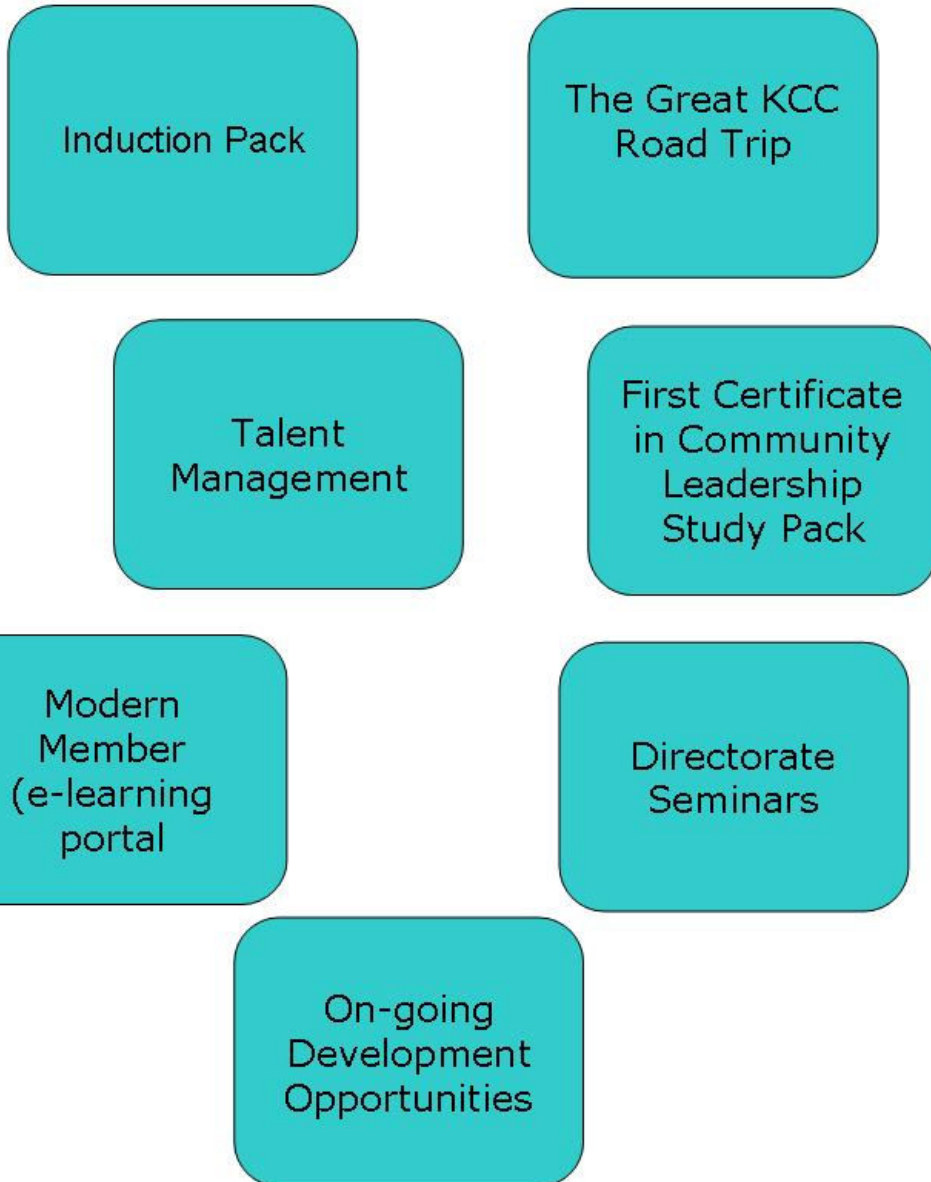 Induction Pack
The Great KCC
Road Trip
Talent
Management
First Certificate
in Community
Leadership
Study Pack
Modern
Member
(e-learning
portal
Directorate
Seminars
On-going
Development
Opportunities